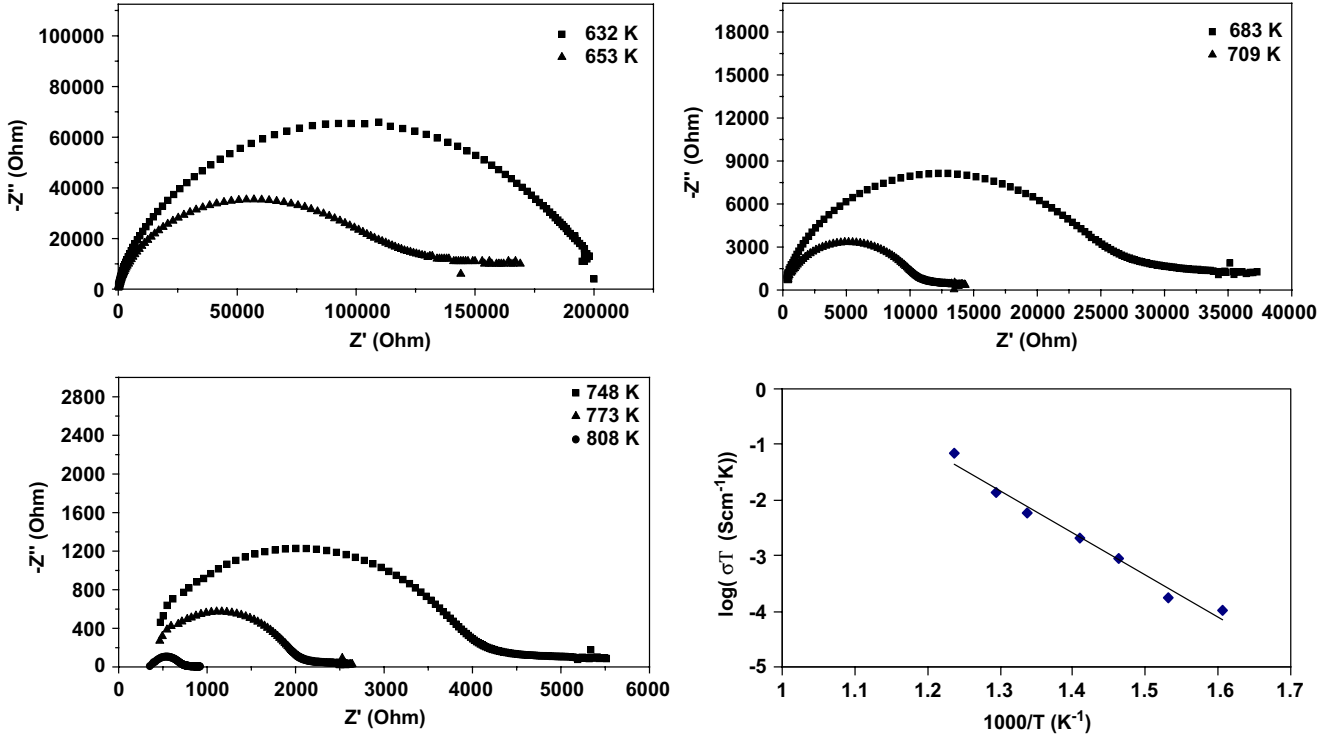 100000
80000
60000
40000
20000
0
-Z" (Ohm)
632 K
653 K
0 50000 100000 150000 200000
Z' (Ohm)
18000
15000
12000
9000
6000
3000
0
-Z" (Ohm)
683 K
709 K
0 5000 10000 15000 20000 25000 30000 35000 40000
Z' (Ohm)
2800
2400
2000
1600
1200
800
400
0
-Z" (Ohm)
748 K
773 K
808 K
0 1000 2000 3000 4000 5000 6000
Z' (Ohm)
0
-1
-2
-3
-4
-5
log( σT (Scm⁻¹K))
1 1.1 1.2 1.3 1.4 1.5 1.6 1.7
1000/T (K⁻¹)